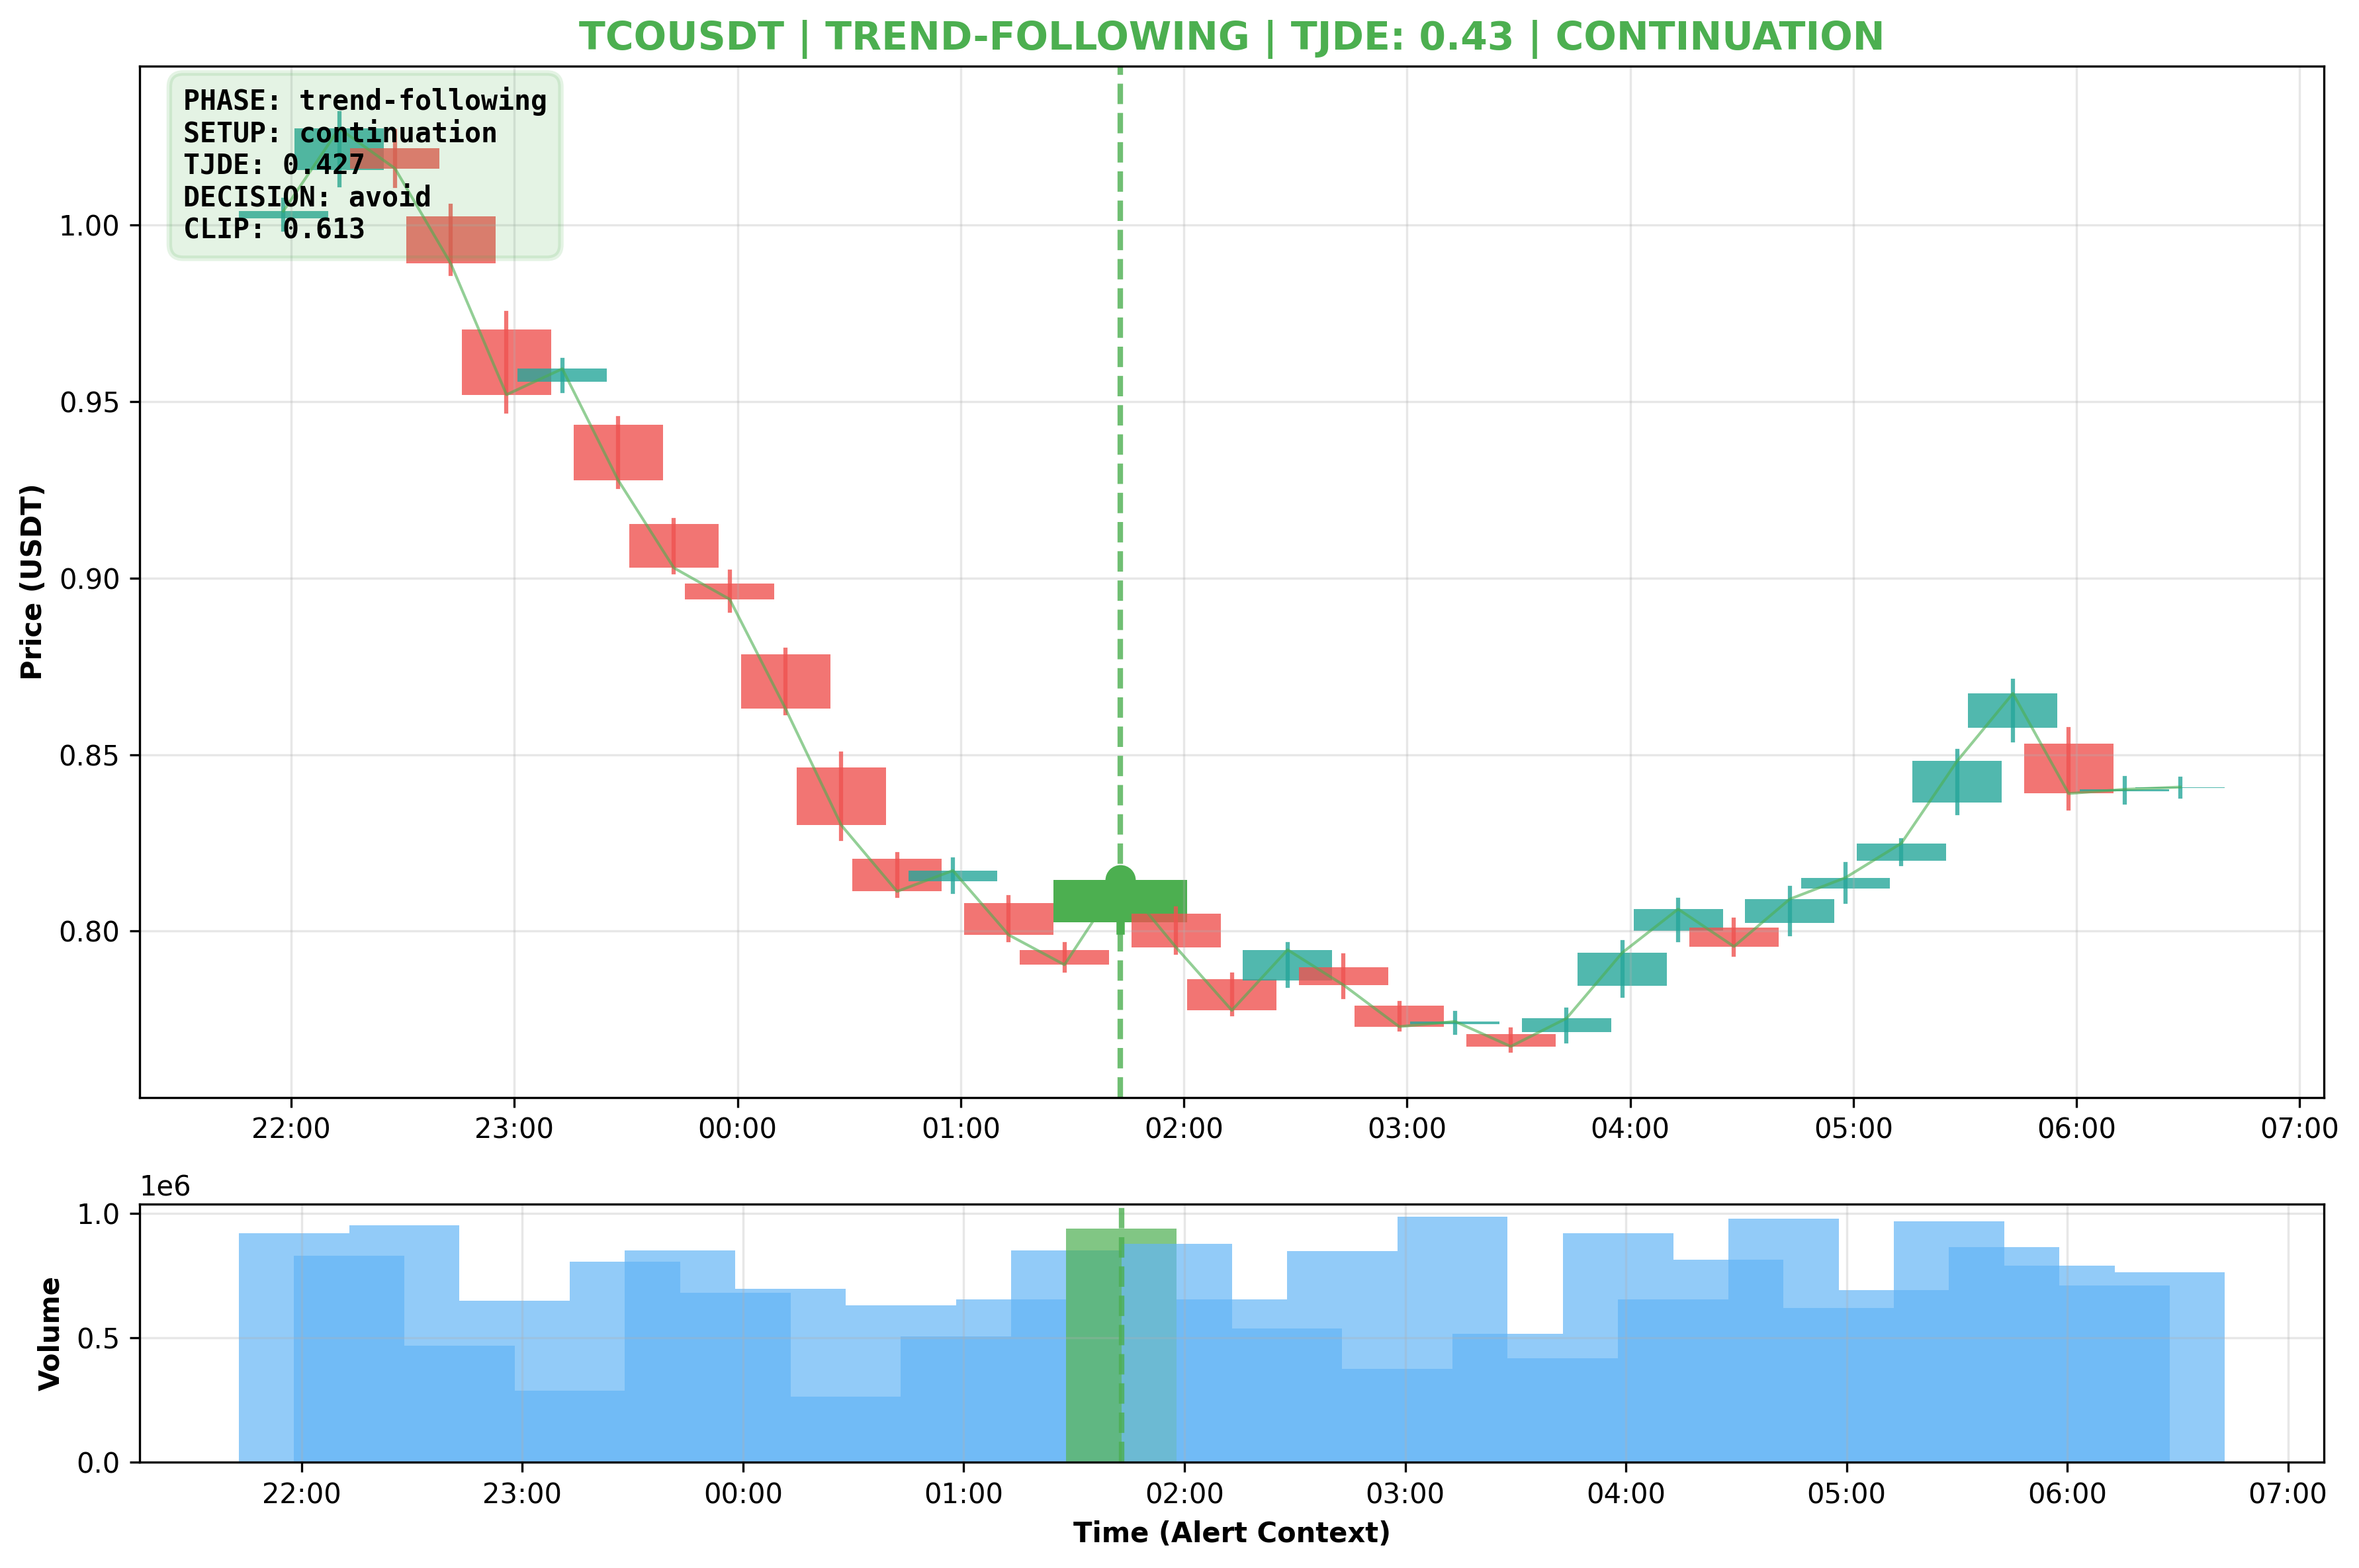 TCOUSDT | TREND-FOLLOWING | TJDE: 0.43 | CONTINUATION
PHASE: trend-following
SETUP: continuation
TJDE: 0.427
DECISION: avoid
CLIP: 0.613
Price (USDT)
1.00
0.95
0.90
0.85
0.80
22:00 23:00 00:00 01:00 02:00 03:00 04:00 05:00 06:00 07:00
1e6
Volume
1.0
0.5
0.0
22:00 23:00 00:00 01:00 02:00 03:00 04:00 05:00 06:00 07:00
Time (Alert Context)